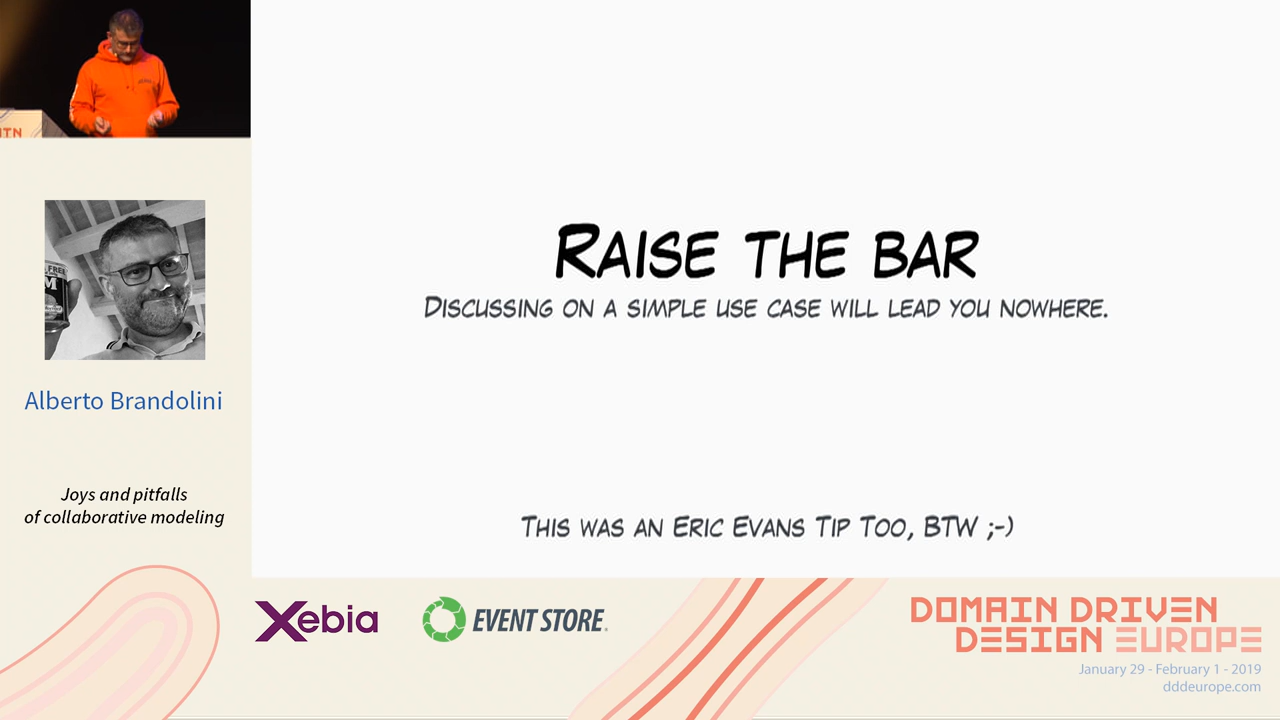 RAISE THE BAR
DISCUSSING ON A SIMPLE USE CASE WILL LEAD YOU NOWHERE.
THIS WAS AN ERIC EVANS TIP TOO, BTW ;-)
Alberto Brandolini
Joys and pitfalls
of collaborative modeling
Xebia
EVENT STORE
DOMAIN DRIVEN
DESIGN EUROPE
January 29 - February 1 - 2019
dddeurope.com